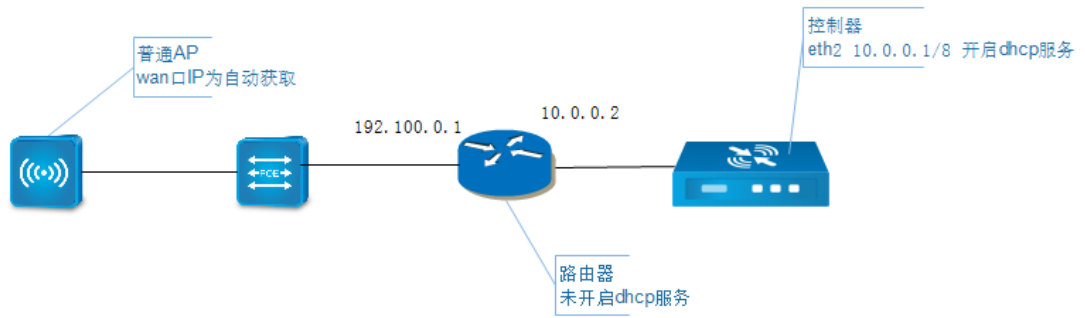 控制器
eth2 10.0.0.1/8 开启dhcp服务
普通AP
wan口IP为自动获取
10.0.0.2
192.100.0.1
POE
路由器
未开启dhcp服务